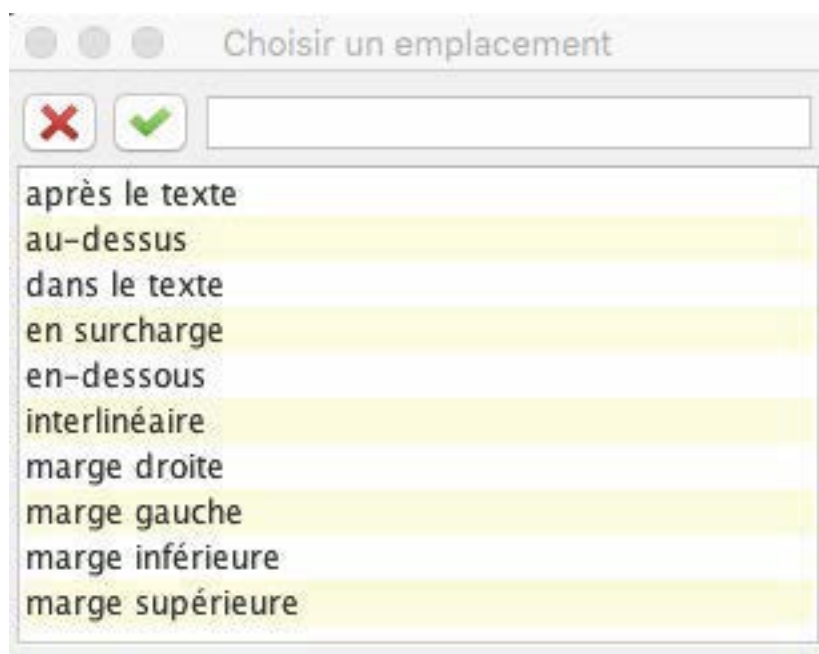 Choisir un emplacement
après le texte
au-dessus
dans le texte
en surcharge
en-dessous
interlinéaire
marge droite
marge gauche
marge inférieure
marge supérieure